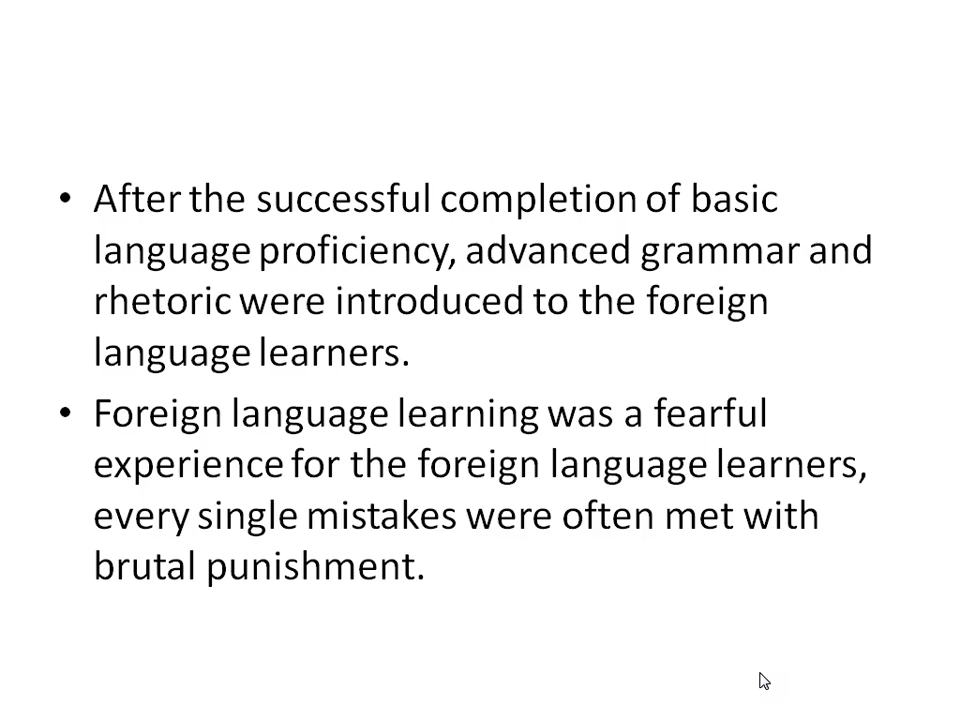 • After the successful completion of basic
language proficiency, advanced grammar and
rhetoric were introduced to the foreign
language learners.
• Foreign language learning was a fearful
experience for the foreign language learners,
every single mistakes were often met with
brutal punishment.